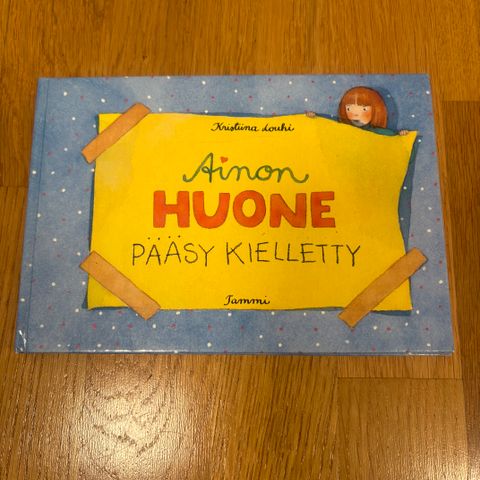 Kristiina Louhi
Ainon
HUONE
PÄÄSY KIELLETTY
Tammi